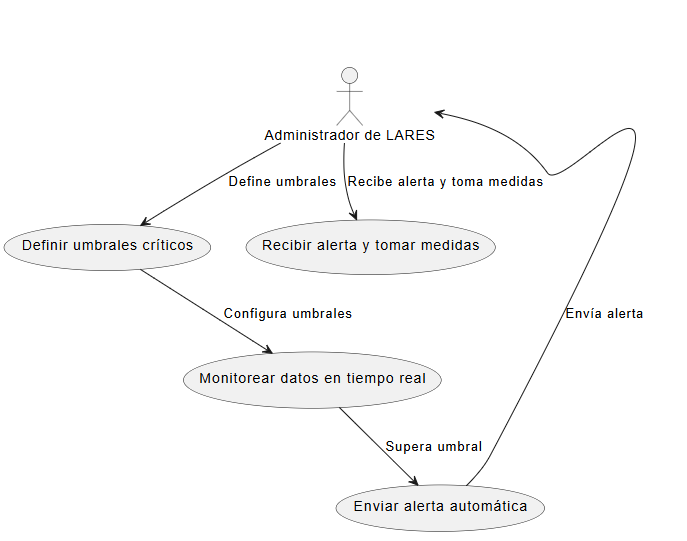 Administrador de LARES
Define umbrales
Recibe alerta y toma medidas
Definir umbrales críticos
Recibir alerta y tomar medidas
Configura umbrales
Envía alerta
Monitorear datos en tiempo real
Supera umbral
Enviar alerta automática